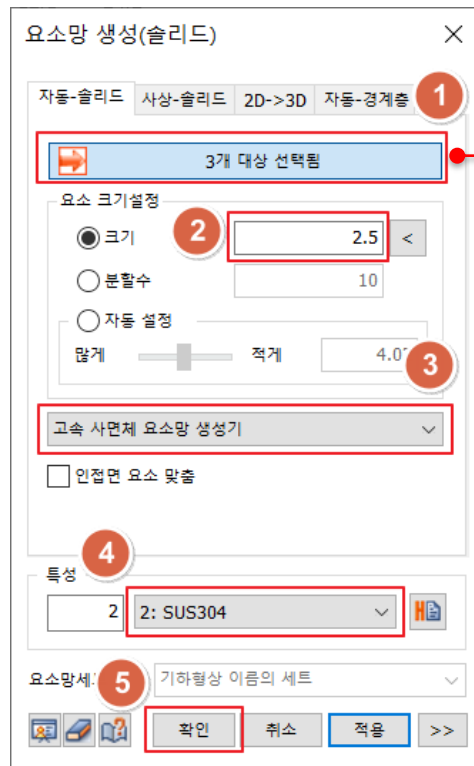 요소망 생성(솔리드)
자동-솔리드 사상-솔리드 2D->3D 자동-경계층 1
3개 대상 선택됨
요소 크기설정
크기 2 2.5 <
분할수 10
자동 설정
많게 적게 4.0
3
고속 사면체 요소망 생성기
인접면 요소 맞춤
4
특성
2 2: SUS304
요소망세 5 기하형상 이름의 세트
확인 취소 적용 >>